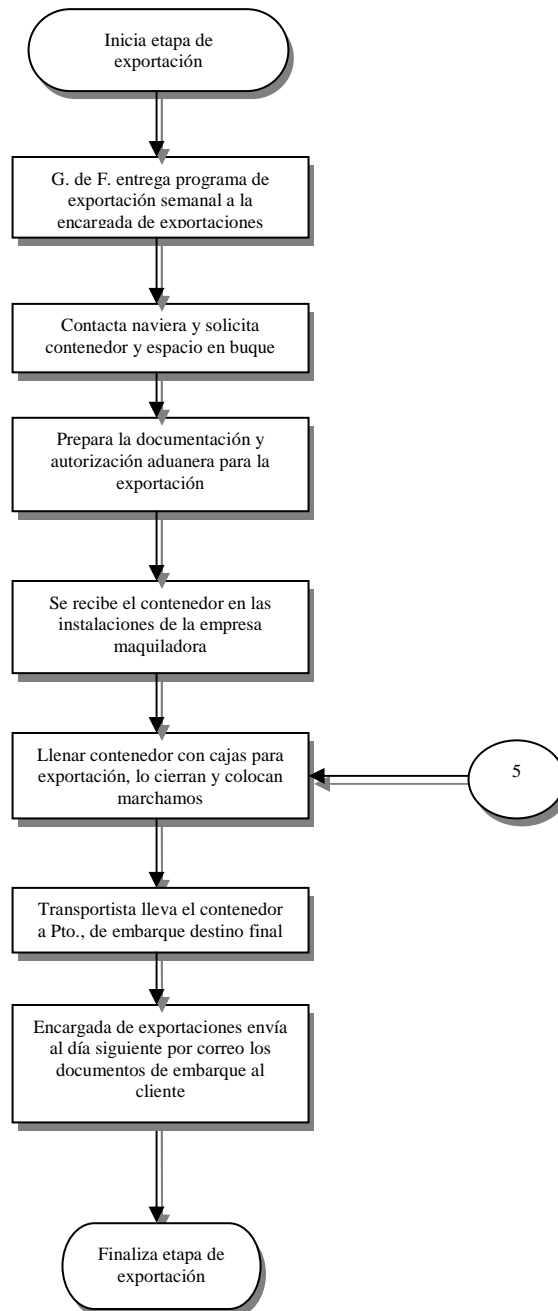 Inicia etapa de
exportación
G. de F. entrega programa de
exportación semanal a la
encargada de exportaciones
Contacta naviera y solicita
contenedor y espacio en buque
Prepara la documentación y
autorización aduanera para la
exportación
Se recibe el contenedor en las
instalaciones de la empresa
maquiladora
Llenar contenedor con cajas para
exportación, lo cierran y colocan
marchamos
5
Transportista lleva el contenedor
a Pto., de embarque destino final
Encargada de exportaciones envía
al día siguiente por correo los
documentos de embarque al
cliente
Finaliza etapa de
exportación